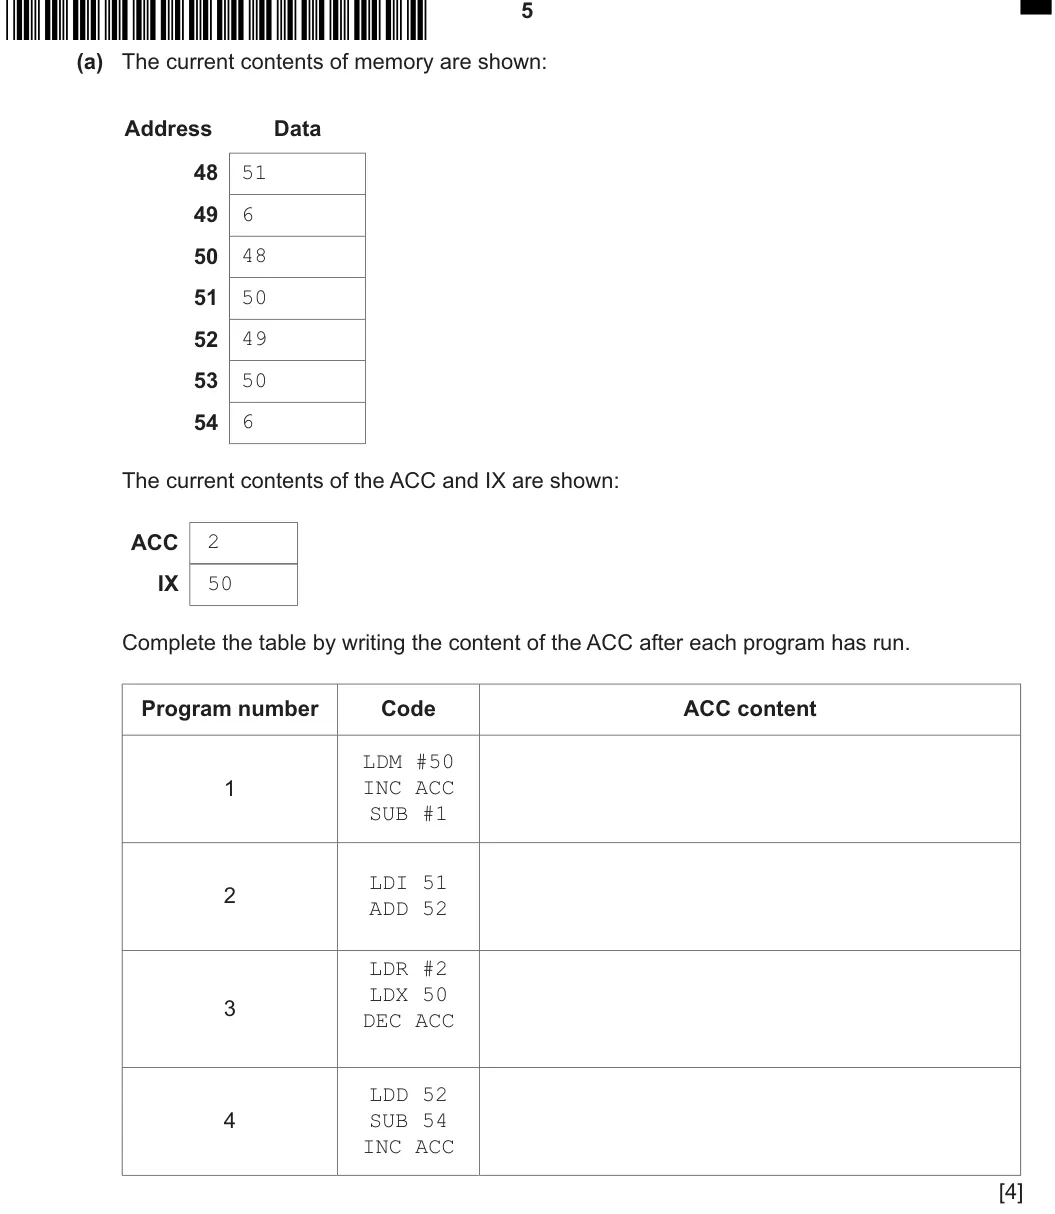 5
(a) The current contents of memory are shown:
Address Data
48 51
49 6
50 48
51 50
52 49
53 50
54 6
The current contents of the ACC and IX are shown:
ACC 2
IX 50
Complete the table by writing the content of the ACC after each program has run.
Program number Code ACC content
1
LDM #50
INC ACC
SUB #1
2
LDI 51
ADD 52
3
LDR #2
LDX 50
DEC ACC
4
LDD 52
SUB 54
INC ACC
[4]